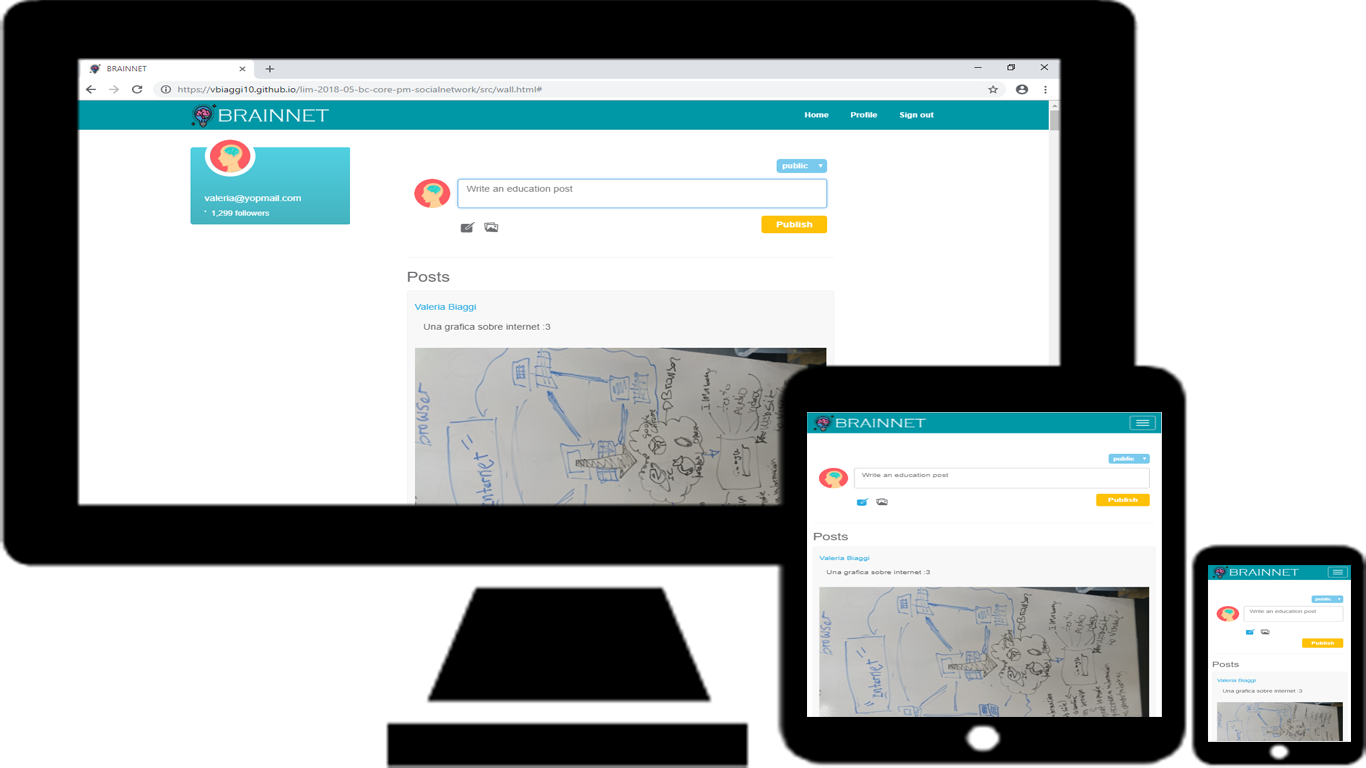 BRAINNET
https://vbiaggi10.github.io/lim-2018-05-bc-core-pm-socialnetwork/src/wall.html#
BRAINNET
Home Profile Sign out
public
valeria@yopmail.com
1,299 followers
Write an education post
Publish
Posts
Valeria Biaggi
Una grafica sobre internet :3
browser
"Internet"
BRAINNET
public
Write an education post
Publish
Posts
Valeria Biaggi
Una grafica sobre internet :3
browser
"Internet"
BRAINNET
public
Write an education post
Publish
Posts
Valeria Biaggi
Una grafica sobre internet :3